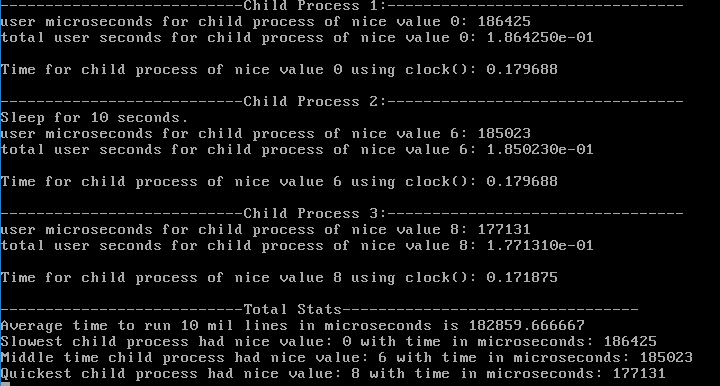 ---------------------------Child Process 1:---------------------------------
user microseconds for child process of nice value 0: 186425
total user seconds for child process of nice value 0: 1.864250e-01
Time for child process of nice value 0 using clock(): 0.179688
---------------------------Child Process 2:---------------------------------
Sleep for 10 seconds.
user microseconds for child process of nice value 6: 185023
total user seconds for child process of nice value 6: 1.850230e-01
Time for child process of nice value 6 using clock(): 0.179688
---------------------------Child Process 3:---------------------------------
user microseconds for child process of nice value 8: 177131
total user seconds for child process of nice value 8: 1.771310e-01
Time for child process of nice value 8 using clock(): 0.171875
---------------------------Total Stats---------------------------------
Average time to run 10 mil lines in microseconds is 182859.666667
Slowest child process had nice value: 0 with time in microseconds: 186425
Middle time child process had nice value: 6 with time in microseconds: 185023
Quickest child process had nice value: 8 with time in microseconds: 177131